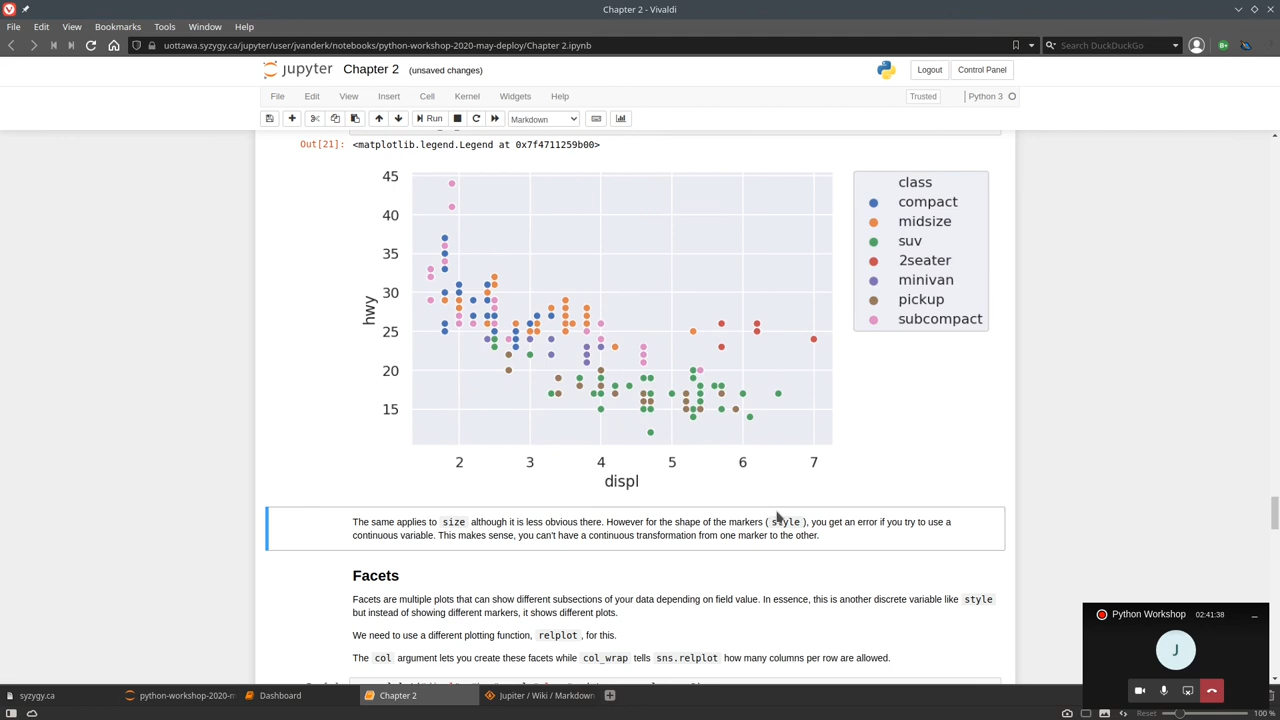 Chapter 2 - Vivaldi
File Edit View Bookmarks Tools Window Help
uottawa.syzygy.ca/jupyter/user/jvanderk/notebooks/python-workshop-2020-may-deploy/Chapter 2.ipynb
Search DuckDuckGo
jupyter Chapter 2 (unsaved changes)
Logout Control Panel
File Edit View Insert Cell Kernel Widgets Help
Trusted Python 3
Run Markdown
Out[21]: <matplotlib.legend.Legend at 0x7f4711259b00>
45
40
35
30
25
20
15
hwy
2 3 4 5 6 7
displ
class
compact
midsize
suv
2seater
minivan
pickup
subcompact
The same applies to size although it is less obvious there. However for the shape of the markers ( style ), you get an error if you try to use a
continuous variable. This makes sense, you can't have a continuous transformation from one marker to the other.
Facets
Facets are multiple plots that can show different subsections of your data depending on field value. In essence, this is another discrete variable like style
but instead of showing different markers, it shows different plots.
We need to use a different plotting function, relplot , for this.
The col argument lets you create these facets while col_wrap tells sns.relplot how many columns per row are allowed.
Python Workshop 02:41:38
J
syzygy.ca python-workshop-2020-m Dashboard Chapter 2 Jupiter / Wiki / Markdown
Reset 100 %